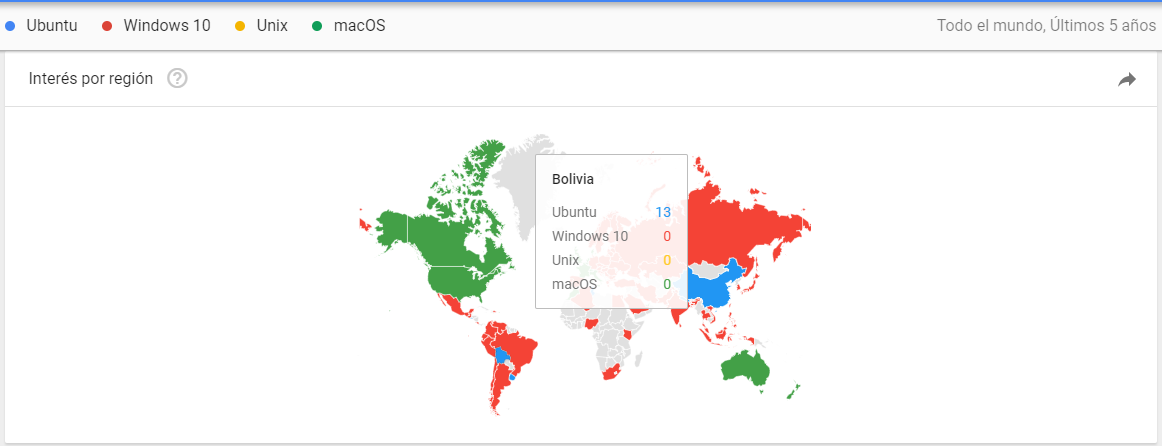 Ubuntu Windows 10 Unix macOS Todo el mundo, Últimos 5 años
Interés por región ?
Bolivia
Ubuntu 13
Windows 10 0
Unix 0
macOS 0